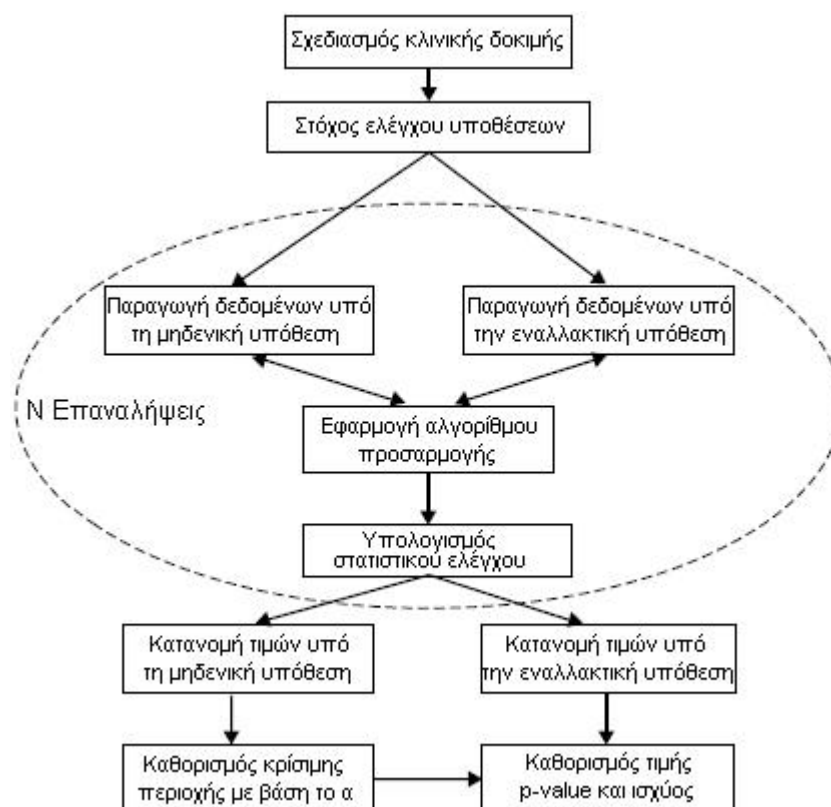 Σχεδιασμός κλινικής δοκιμής
Στόχος ελέγχου υποθέσεων
Παραγωγή δεδομένων υπό
τη μηδενική υπόθεση
Παραγωγή δεδομένων υπό
την εναλλακτική υπόθεση
Ν Επαναλήψεις
Εφαρμογή αλγορίθμου
προσαρμογής
Υπολογισμός
στατιστικού ελέγχου
Κατανομή τιμών υπό
τη μηδενική υπόθεση
Κατανομή τιμών υπό
την εναλλακτική υπόθεση
Καθορισμός κρίσιμης
περιοχής με βάση το α
Καθορισμός τιμής
p-value και ισχύος